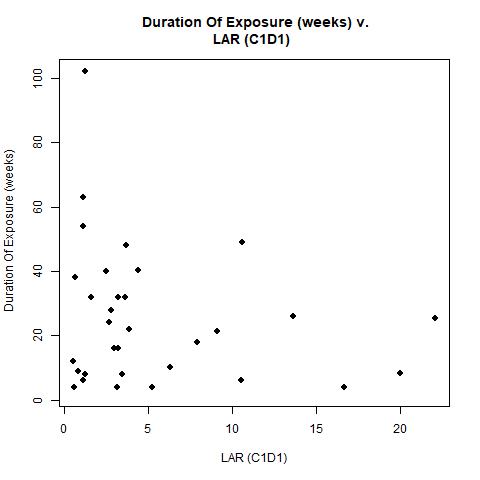 Duration Of Exposure (weeks) v.
LAR (C1D1)
Duration Of Exposure (weeks)
100
80
60
40
20
0
0 5 10 15 20
LAR (C1D1)